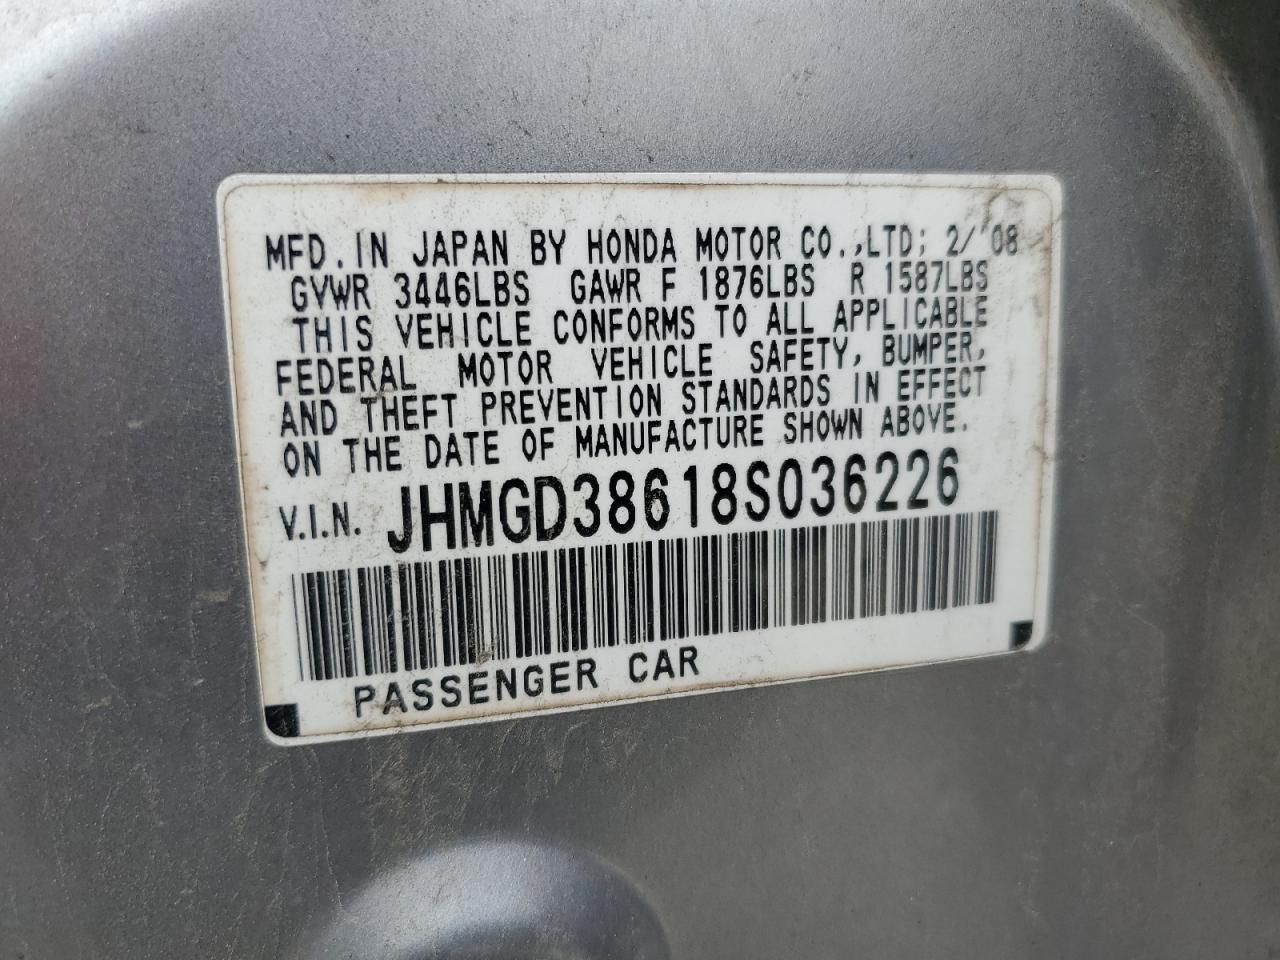 MFD. IN JAPAN BY HONDA MOTOR CO.,LTD; 2/'08
GVWR 3446LBS GAWR F 1876LBS R 1587LBS
THIS VEHICLE CONFORMS TO ALL APPLICABLE
FEDERAL MOTOR VEHICLE SAFETY, BUMPER,
AND THEFT PREVENTION STANDARDS IN EFFECT
ON THE DATE OF MANUFACTURE SHOWN ABOVE.
V.I.N. JHMGD38618S036226
PASSENGER CAR